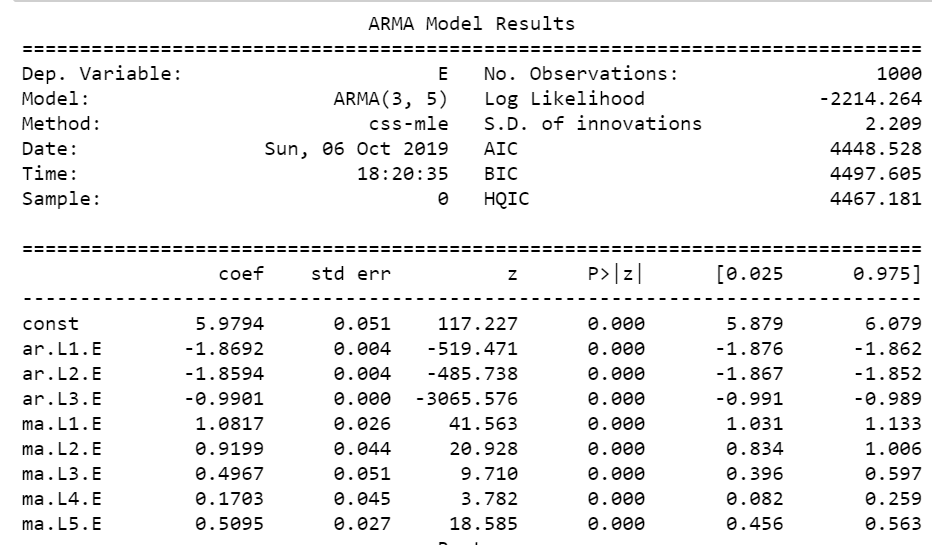 ARMA Model Results
==============================================================================
Dep. Variable: E No. Observations: 1000
Model: ARMA(3, 5) Log Likelihood -2214.264
Method: css-mle S.D. of innovations 2.209
Date: Sun, 06 Oct 2019 AIC 4448.528
Time: 18:20:35 BIC 4497.605
Sample: 0 HQIC 4467.181
==============================================================================
coef std err z P>|z| [0.025 0.975]
------------------------------------------------------------------------------
const 5.9794 0.051 117.227 0.000 5.879 6.079
ar.L1.E -1.8692 0.004 -519.471 0.000 -1.876 -1.862
ar.L2.E -1.8594 0.004 -485.738 0.000 -1.867 -1.852
ar.L3.E -0.9901 0.000 -3065.576 0.000 -0.991 -0.989
ma.L1.E 1.0817 0.026 41.563 0.000 1.031 1.133
ma.L2.E 0.9199 0.044 20.928 0.000 0.834 1.006
ma.L3.E 0.4967 0.051 9.710 0.000 0.396 0.597
ma.L4.E 0.1703 0.045 3.782 0.000 0.082 0.259
ma.L5.E 0.5095 0.027 18.585 0.000 0.456 0.563